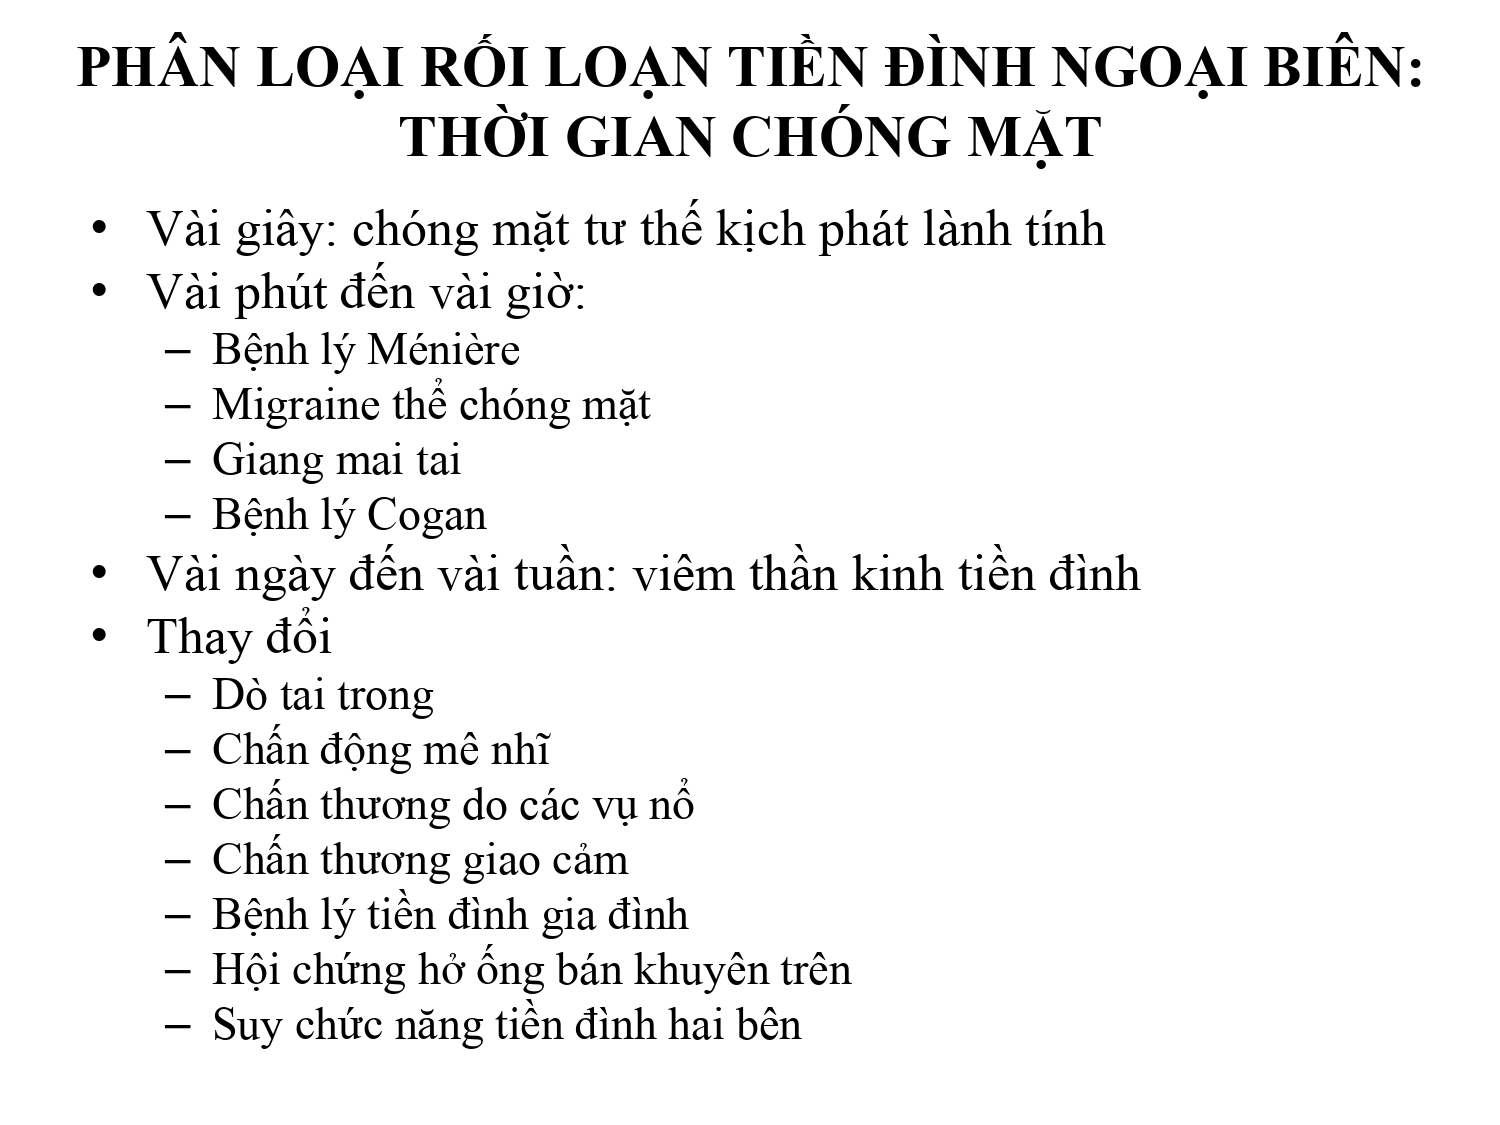 PHÂN LOẠI RỐI LOẠN TIỀN ĐÌNH NGOẠI BIÊN:
THỜI GIAN CHÓNG MẶT
• Vài giây: chóng mặt tư thế kịch phát lành tính
• Vài phút đến vài giờ:
– Bệnh lý Ménière
– Migraine thể chóng mặt
– Giang mai tai
– Bệnh lý Cogan
• Vài ngày đến vài tuần: viêm thần kinh tiền đình
• Thay đổi
– Dò tai trong
– Chấn động mê nhĩ
– Chấn thương do các vụ nổ
– Chấn thương giao cảm
– Bệnh lý tiền đình gia đình
– Hội chứng hở ống bán khuyên trên
– Suy chức năng tiền đình hai bên